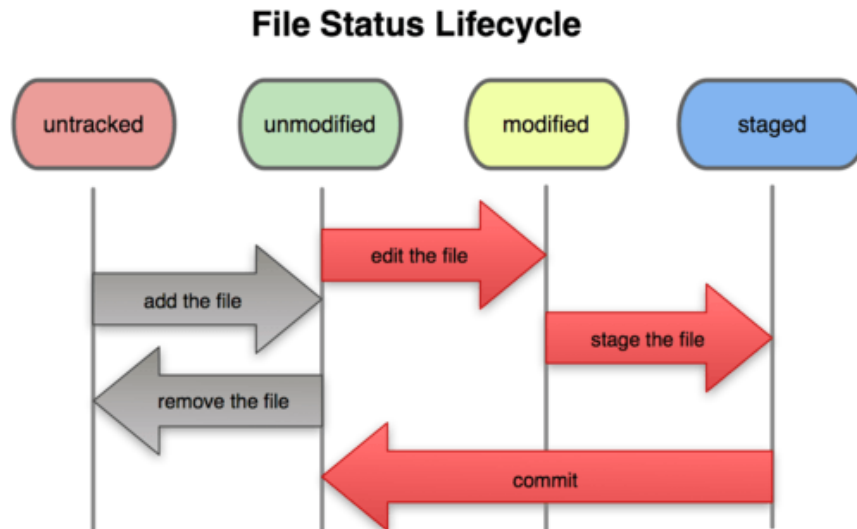 File Status Lifecycle
untracked
unmodified
modified
staged
edit the file
add the file
stage the file
remove the file
commit